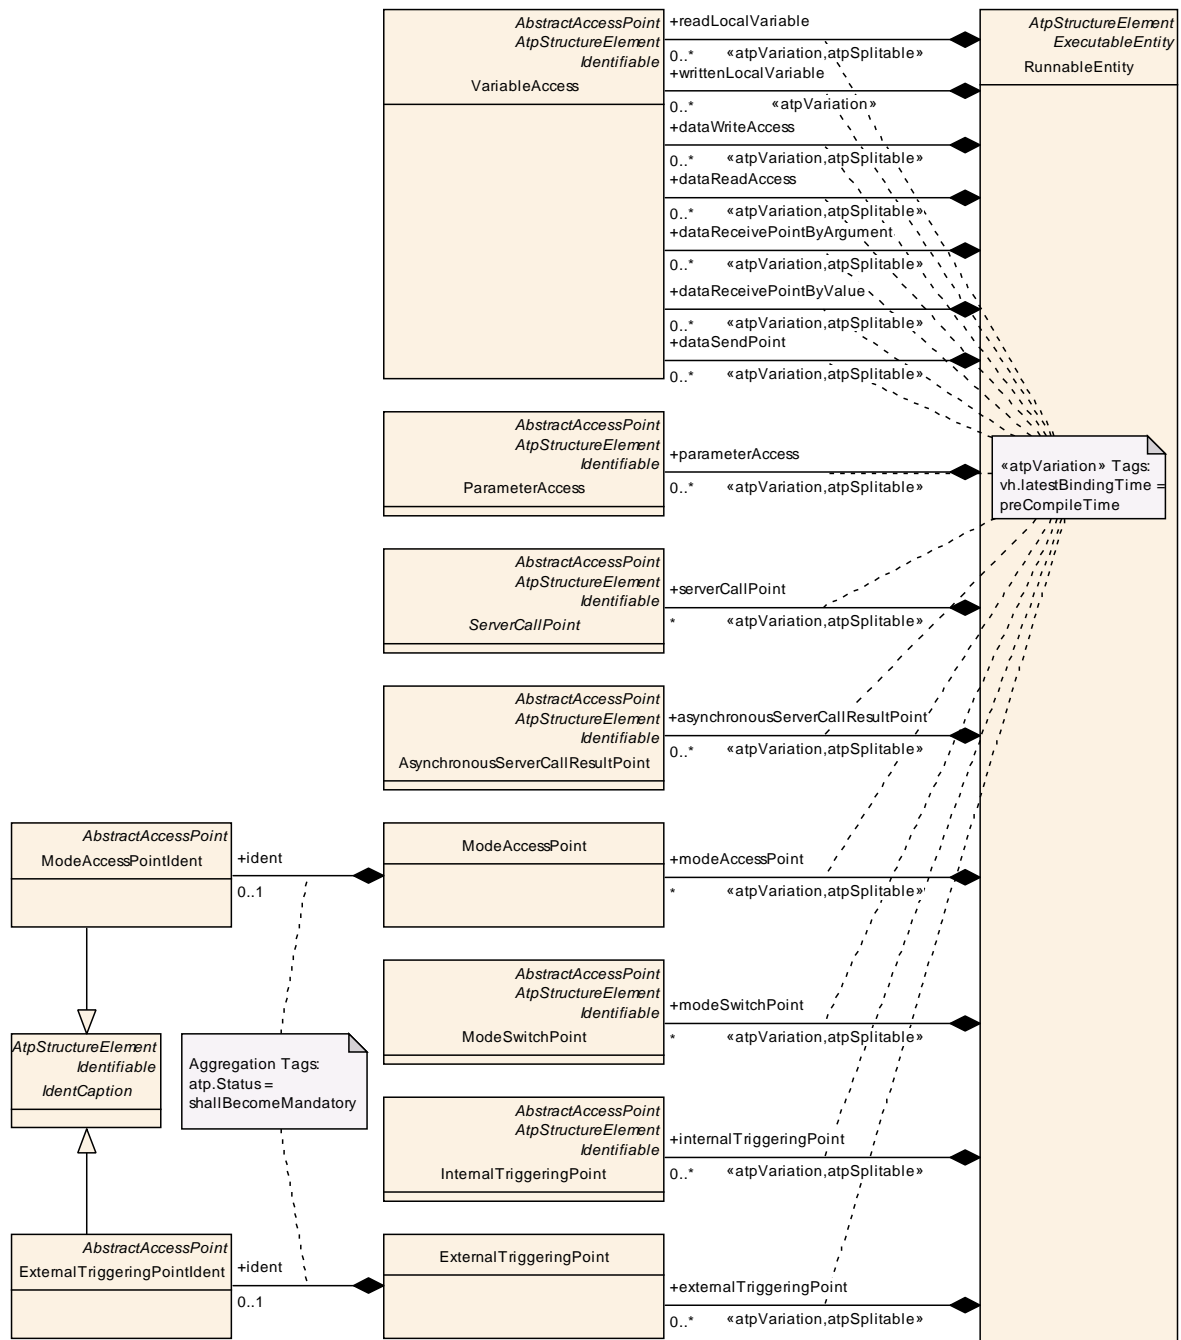 AbstractAccessPoint
AtpStructureElement
Identifiable
VariableAccess
+readLocalVariable
0..* «atpVariation,atpSplitable»
+writtenLocalVariable
0..* «atpVariation»
+dataWriteAccess
0..* «atpVariation,atpSplitable»
+dataReadAccess
0..* «atpVariation,atpSplitable»
+dataReceivePointByArgument
0..* «atpVariation,atpSplitable»
+dataReceivePointByValue
0..* «atpVariation,atpSplitable»
+dataSendPoint
0..* «atpVariation,atpSplitable»
AtpStructureElement
ExecutableEntity
RunnableEntity
AbstractAccessPoint
AtpStructureElement
Identifiable
ParameterAccess
+parameterAccess
0..* «atpVariation,atpSplitable»
«atpVariation» Tags:
vh.latestBindingTime =
preCompileTime
AbstractAccessPoint
AtpStructureElement
Identifiable
ServerCallPoint
+serverCallPoint
* «atpVariation,atpSplitable»
AbstractAccessPoint
AtpStructureElement
Identifiable
AsynchronousServerCallResultPoint
+asynchronousServerCallResultPoint
0..* «atpVariation,atpSplitable»
AbstractAccessPoint
ModeAccessPointIdent
+ident
0..1
ModeAccessPoint
+modeAccessPoint
* «atpVariation,atpSplitable»
AbstractAccessPoint
AtpStructureElement
Identifiable
ModeSwitchPoint
+modeSwitchPoint
* «atpVariation,atpSplitable»
AtpStructureElement
Identifiable
IdentCaption
Aggregation Tags:
atp.Status =
shallBecomeMandatory
AbstractAccessPoint
AtpStructureElement
Identifiable
InternalTriggeringPoint
+internalTriggeringPoint
0..* «atpVariation,atpSplitable»
AbstractAccessPoint
ExternalTriggeringPointIdent
+ident
0..1
ExternalTriggeringPoint
+externalTriggeringPoint
0..* «atpVariation,atpSplitable»